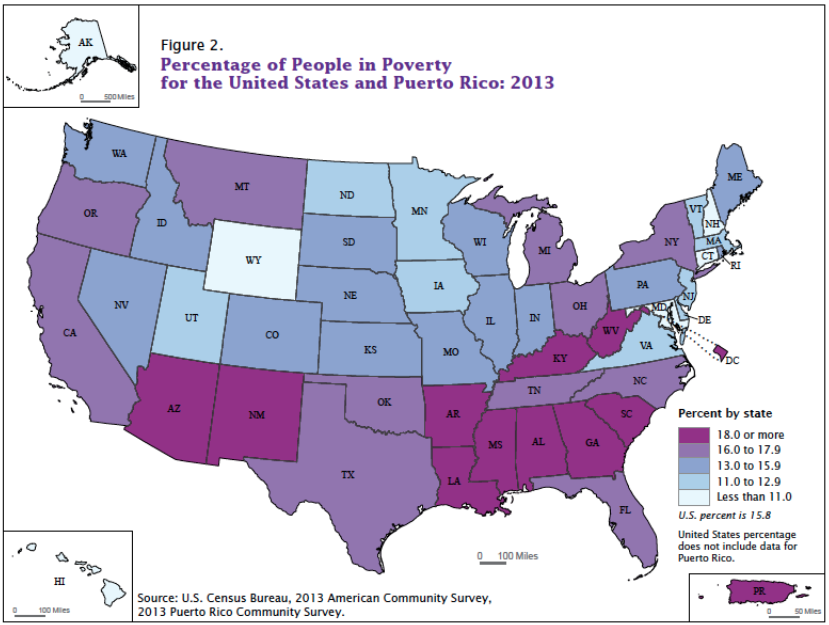 AK
0 500 Miles
Figure 2.
Percentage of People in Poverty
for the United States and Puerto Rico: 2013
WA
MT
ND
MN
ME
OR
ID
SD
WI
MI
VT
NH
NY
MA
CT
RI
WY
NE
IA
PA
NJ
NV
UT
CO
KS
MO
IL
IN
OH
MD
DE
WV
VA
DC
CA
KY
NC
TN
AZ
NM
OK
AR
SC
MS
AL
GA
TX
LA
FL
Percent by state
18.0 or more
16.0 to 17.9
13.0 to 15.9
11.0 to 12.9
Less than 11.0
U.S. percent is 15.8
United States percentage
does not include data for
Puerto Rico.
0 100 Miles
HI
0 100 Miles
Source: U.S. Census Bureau, 2013 American Community Survey,
2013 Puerto Rico Community Survey.
PR
0 50 Miles